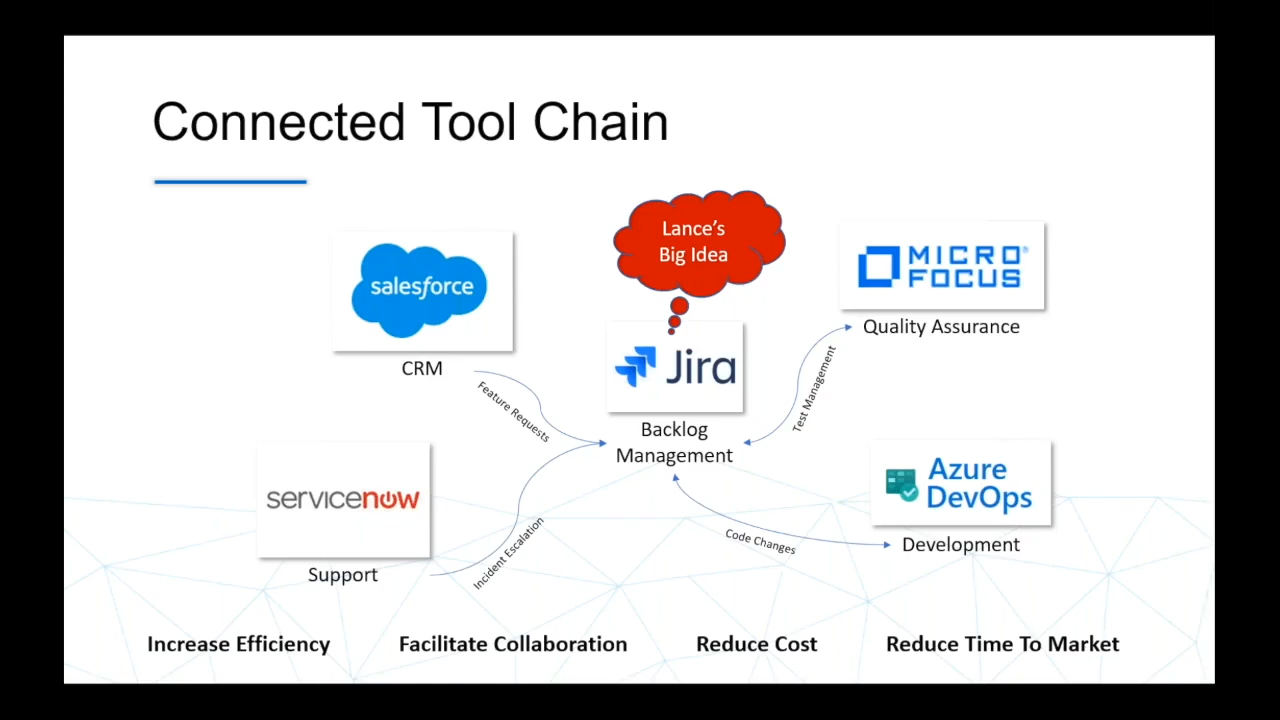 Connected Tool Chain
Lance's
Big Idea
salesforce
CRM
MICRO
FOCUS®
Quality Assurance
Jira
Backlog
Management
Feature Requests
Test Management
servicenow
Support
Incident Escalation
Azure
DevOps
Development
Code Changes
Increase Efficiency
Facilitate Collaboration
Reduce Cost
Reduce Time To Market